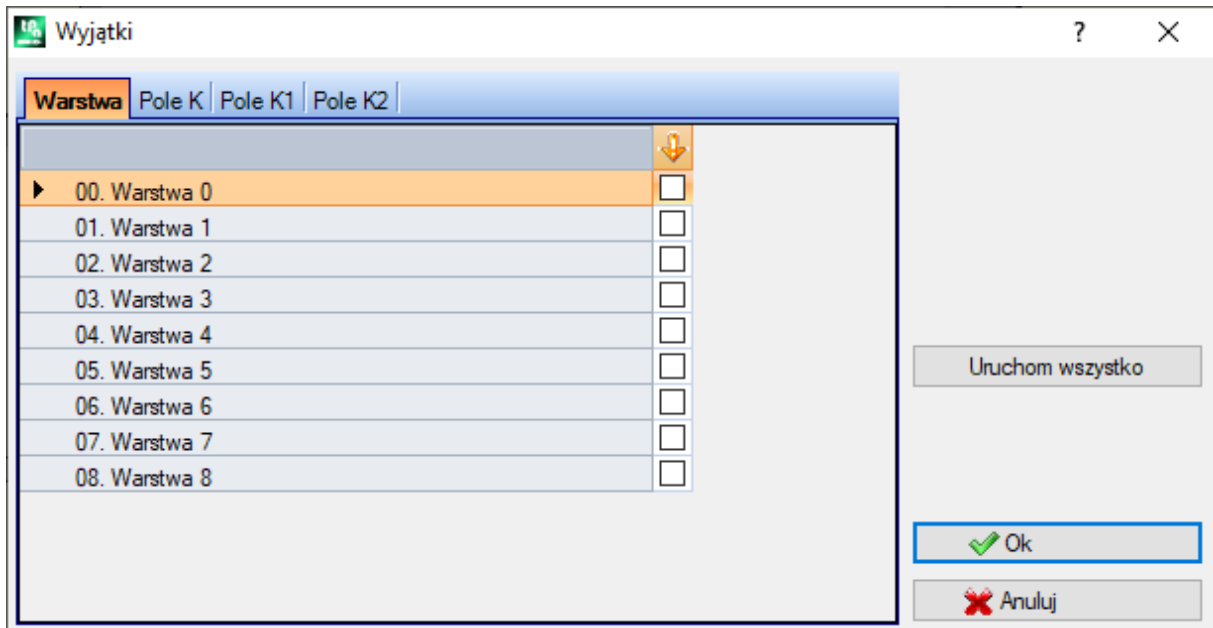 Wyjątki
?
Warstwa Pole K Pole K1 Pole K2
00. Warstwa 0
01. Warstwa 1
02. Warstwa 2
03. Warstwa 3
04. Warstwa 4
05. Warstwa 5
06. Warstwa 6
07. Warstwa 7
08. Warstwa 8
Uruchom wszystko
Ok
Anuluj